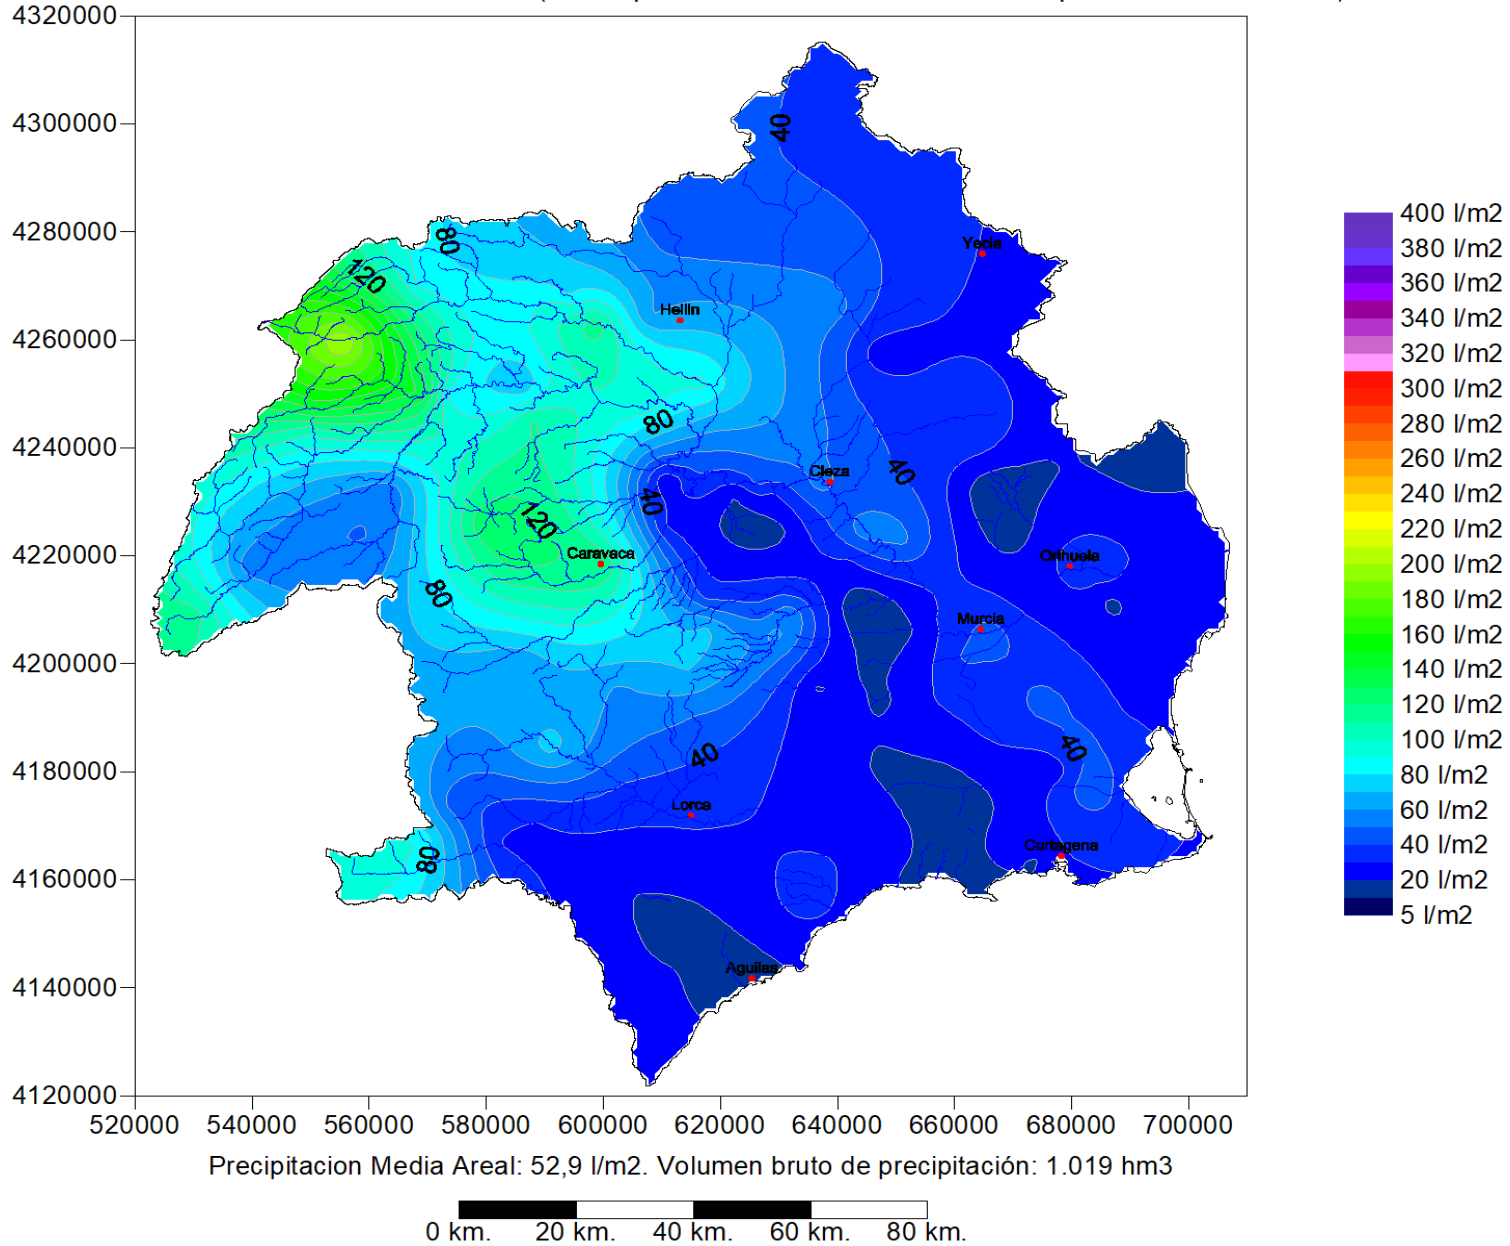 4320000
4300000
4280000
4260000
4240000
4220000
4200000
4180000
4160000
4140000
4120000
520000 540000 560000 580000 600000 620000 640000 660000 680000 700000
40
80
120
Yecla
Hellin
80
40
Cieza
40
120
Caravaca
Orihuela
80
Murcia
40
40
Lorca
80
Cartagena
Aguilas
400 l/m2
380 l/m2
360 l/m2
340 l/m2
320 l/m2
300 l/m2
280 l/m2
260 l/m2
240 l/m2
220 l/m2
200 l/m2
180 l/m2
160 l/m2
140 l/m2
120 l/m2
100 l/m2
80 l/m2
60 l/m2
40 l/m2
20 l/m2
5 l/m2
Precipitacion Media Areal: 52,9 l/m2. Volumen bruto de precipitación: 1.019 hm3
0 km. 20 km. 40 km. 60 km. 80 km.